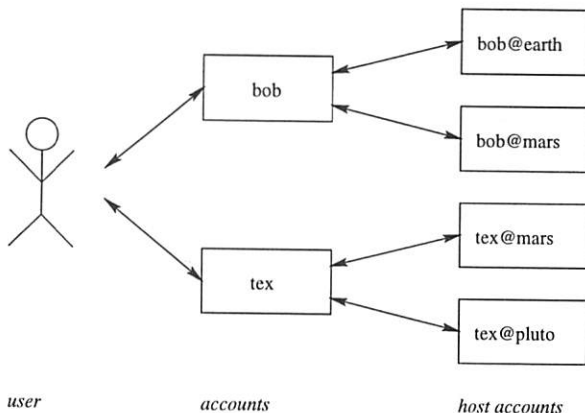 bob@earth
bob
bob@mars
tex@mars
tex
tex@pluto
user accounts host accounts